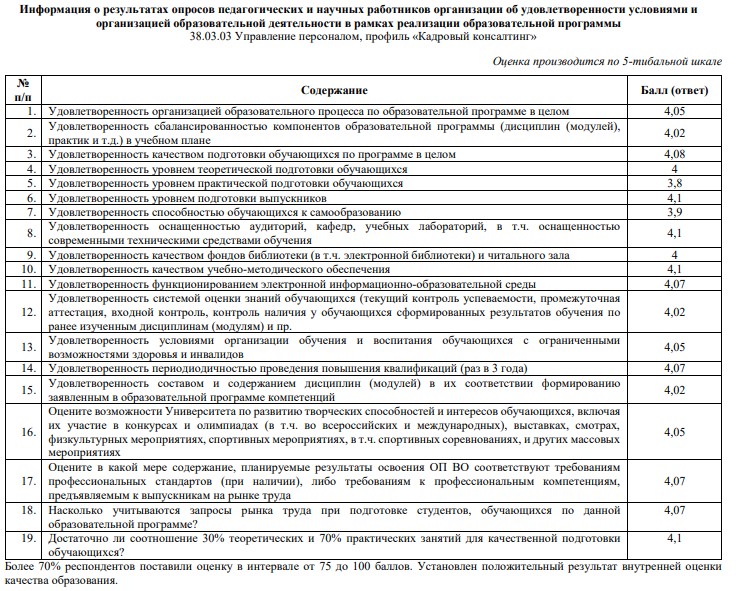 Информация о результатах опросов педагогических и научных работников организации об удовлетворенности условиями и
организацией образовательной деятельности в рамках реализации образовательной программы
38.03.03 Управление персоналом, профиль «Кадровый консалтинг»
Оценка производится по 5-тибальной шкале
№ п/п Содержание Балл (ответ)
1. Удовлетворенность организацией образовательного процесса по образовательной программе в целом 4,05
2. Удовлетворенность сбалансированностью компонентов образовательной программы (дисциплин (модулей),
практик и т.д.) в учебном плане 4,02
3. Удовлетворенность качеством подготовки обучающихся по программе в целом 4,08
4. Удовлетворенность уровнем теоретической подготовки обучающихся 4
5. Удовлетворенность уровнем практической подготовки обучающихся 3,8
6. Удовлетворенность уровнем подготовки выпускников 4,1
7. Удовлетворенность способностью обучающихся к самообразованию 3,9
8. Удовлетворенность оснащенностью аудиторий, кафедр, учебных лабораторий, в т.ч. оснащенностью
современными техническими средствами обучения 4,1
9. Удовлетворенность качеством фондов библиотеки (в т.ч. электронной библиотеки) и читального зала 4
10. Удовлетворенность качеством учебно-методического обеспечения 4,1
11. Удовлетворенность функционированием электронной информационно-образовательной среды 4,07
12. Удовлетворенность системой оценки знаний обучающихся (текущий контроль успеваемости, промежуточная
аттестация, входной контроль, контроль наличия у обучающихся сформированных результатов обучения по
ранее изученным дисциплинам (модулям) и пр. 4,02
13. Удовлетворенность условиями организации обучения и воспитания обучающихся с ограниченными
возможностями здоровья и инвалидов 4,05
14. Удовлетворенность периодиодичностью проведения повышения квалификаций (раз в 3 года) 4,07
15. Удовлетворенность составом и содержанием дисциплин (модулей) в их соответствии формированию
заявленным в образовательной программе компетенций 4,02
16. Оцените возможности Университета по развитию творческих способностей и интересов обучающихся, включая
их участие в конкурсах и олимпиадах (в т.ч. во всероссийских и международных), выставках, смотрах,
физкультурных мероприятиях, спортивных мероприятиях, в т.ч. спортивных соревнованиях, и других массовых
мероприятиях 4,05
17. Оцените в какой мере содержание, планируемые результаты освоения ОП ВО соответствуют требованиям
профессиональных стандартов (при наличии), либо требованиям к профессиональным компетенциям,
предъявляемым к выпускникам на рынке труда 4,07
18. Насколько учитываются запросы рынка труда при подготовке студентов, обучающихся по данной
образовательной программе? 4,07
19. Достаточно ли соотношение 30% теоретических и 70% практических занятий для качественной подготовки
обучающихся? 4,1
Более 70% респондентов поставили оценку в интервале от 75 до 100 баллов. Установлен положительный результат внутренней оценки
качества образования.